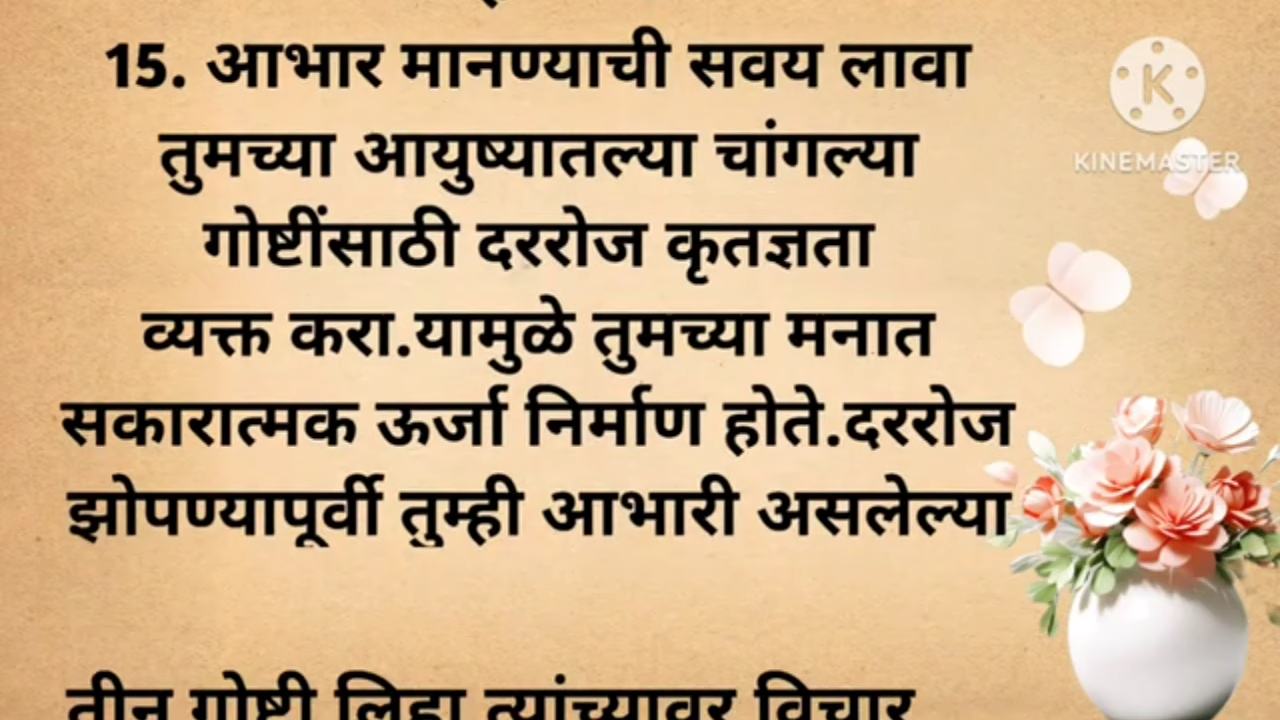 15. आभार मानण्याची सवय लावा
तुमच्या आयुष्यातल्या चांगल्या
गोष्टींसाठी दररोज कृतज्ञता
व्यक्त करा.यामुळे तुमच्या मनात
सकारात्मक ऊर्जा निर्माण होते.दररोज
झोपण्यापूर्वी तुम्ही आभारी असलेल्या
तीन गोष्टी लिहा त्यांच्यावर विचार
K
KINEMASTER